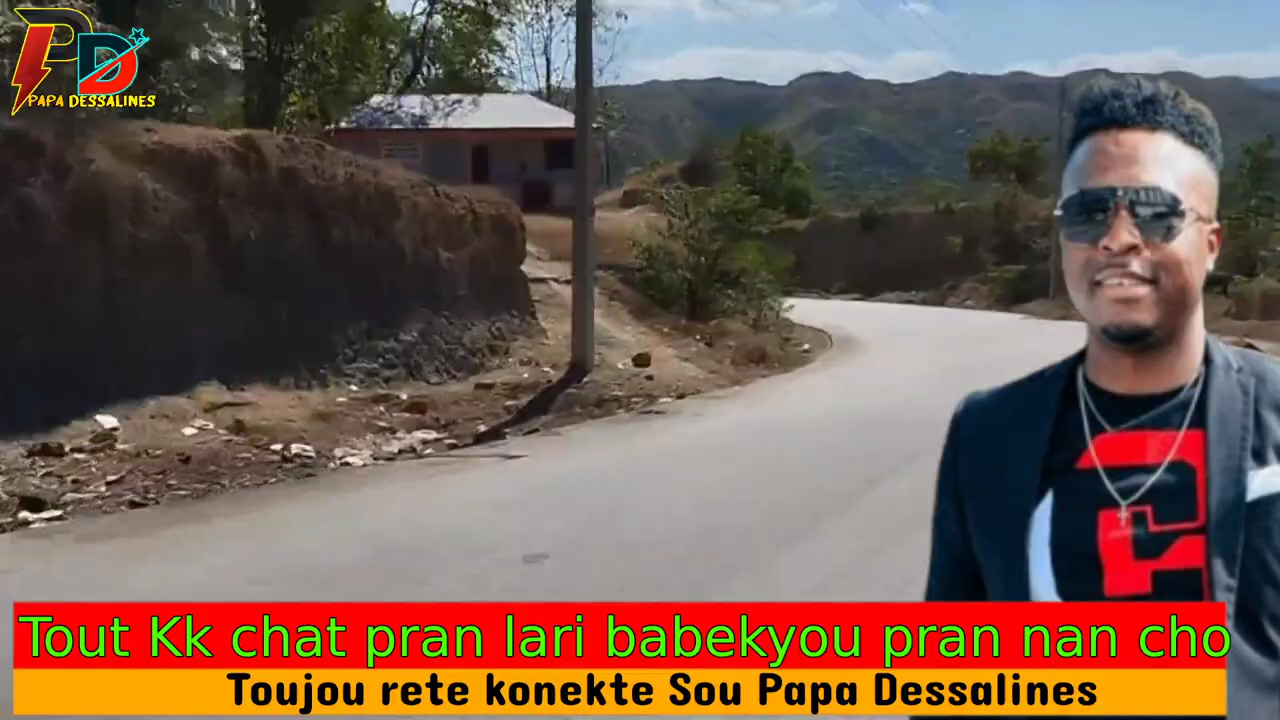 PD
PAPA DESSALINES
Tout Kk chat pran lari babekyou pran nan cho
Toujou rete konekte Sou Papa Dessalines